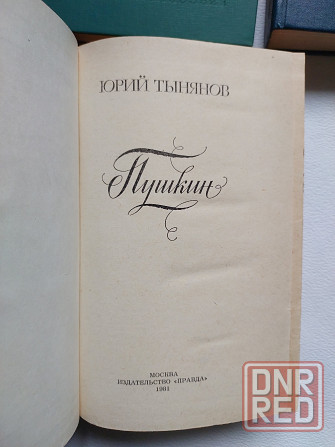 ЮРИЙ ТЫНЯНОВ
Пушкин
МОСКВА
ИЗДАТЕЛЬСТВО «ПРАВДА»
1981
DNR
RED